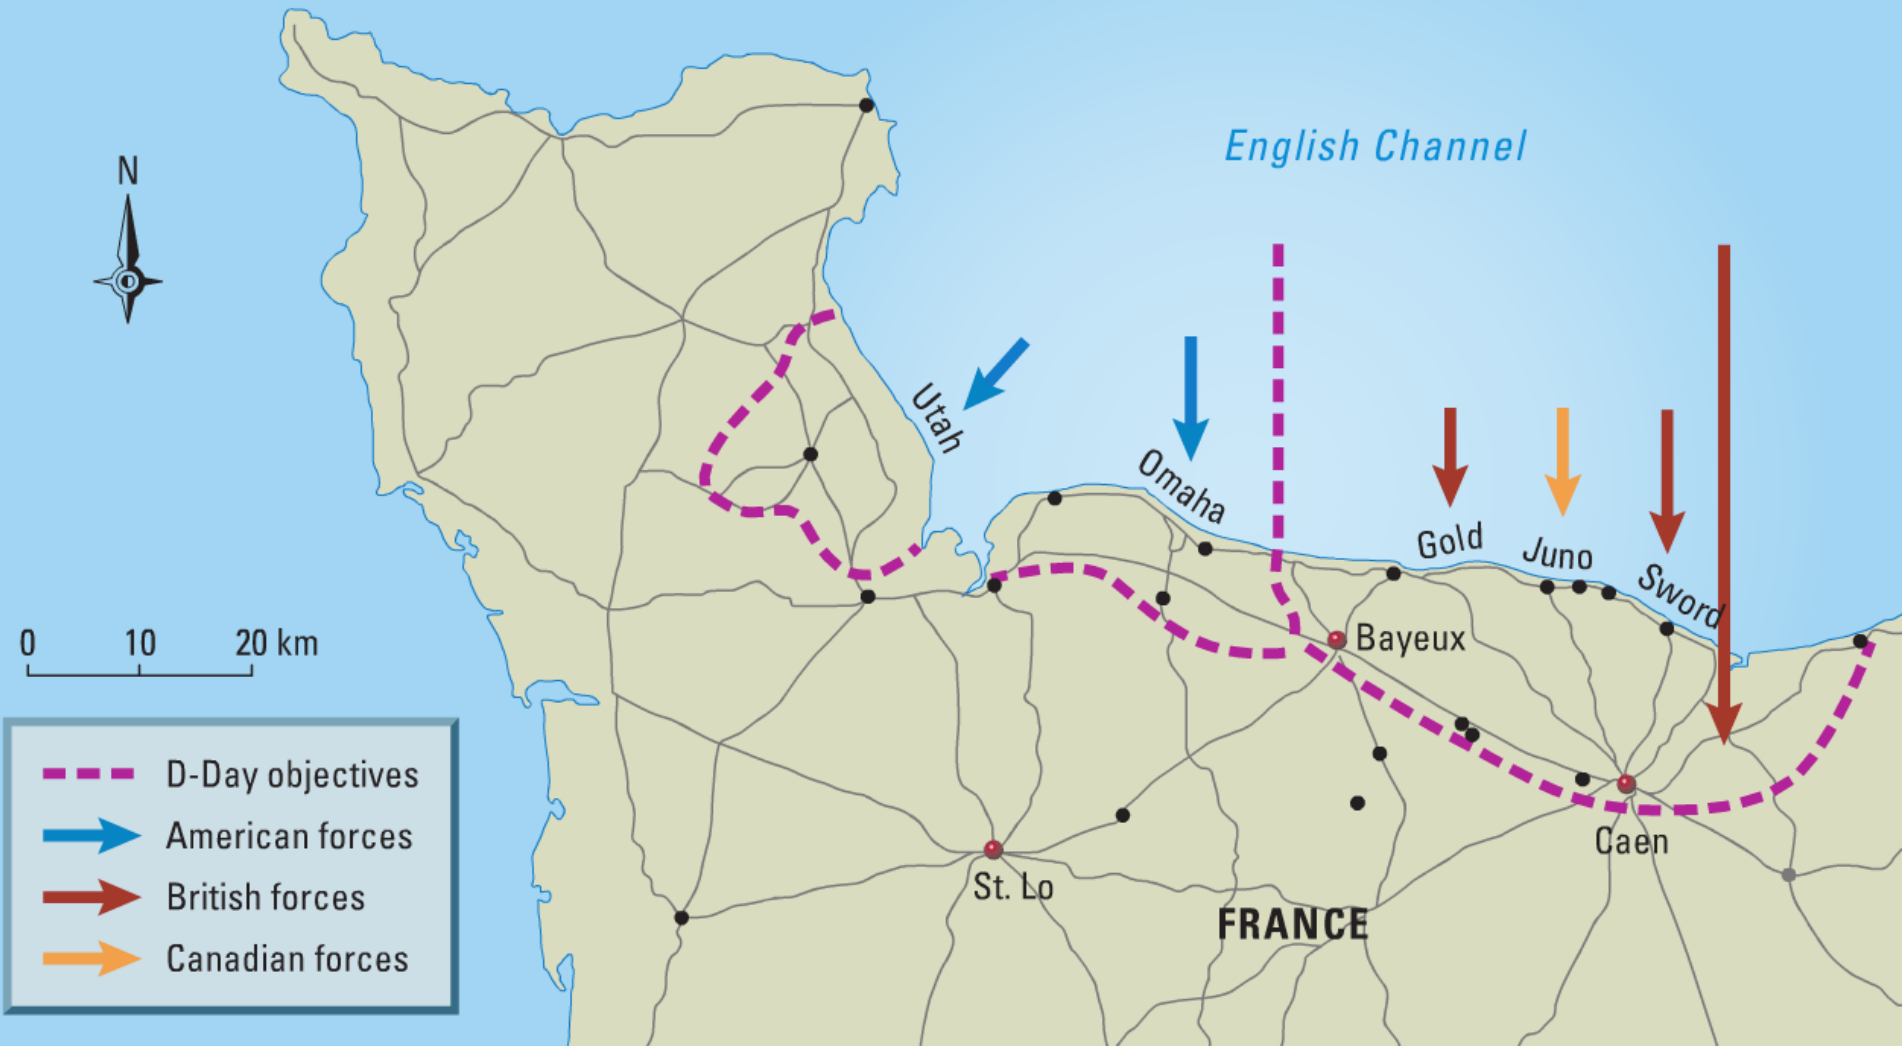 N
English Channel
Utah
Omaha
Gold
Juno
Sword
0 10 20 km
Bayeux
D-Day objectives
American forces
British forces
Canadian forces
Caen
St. Lo
FRANCE